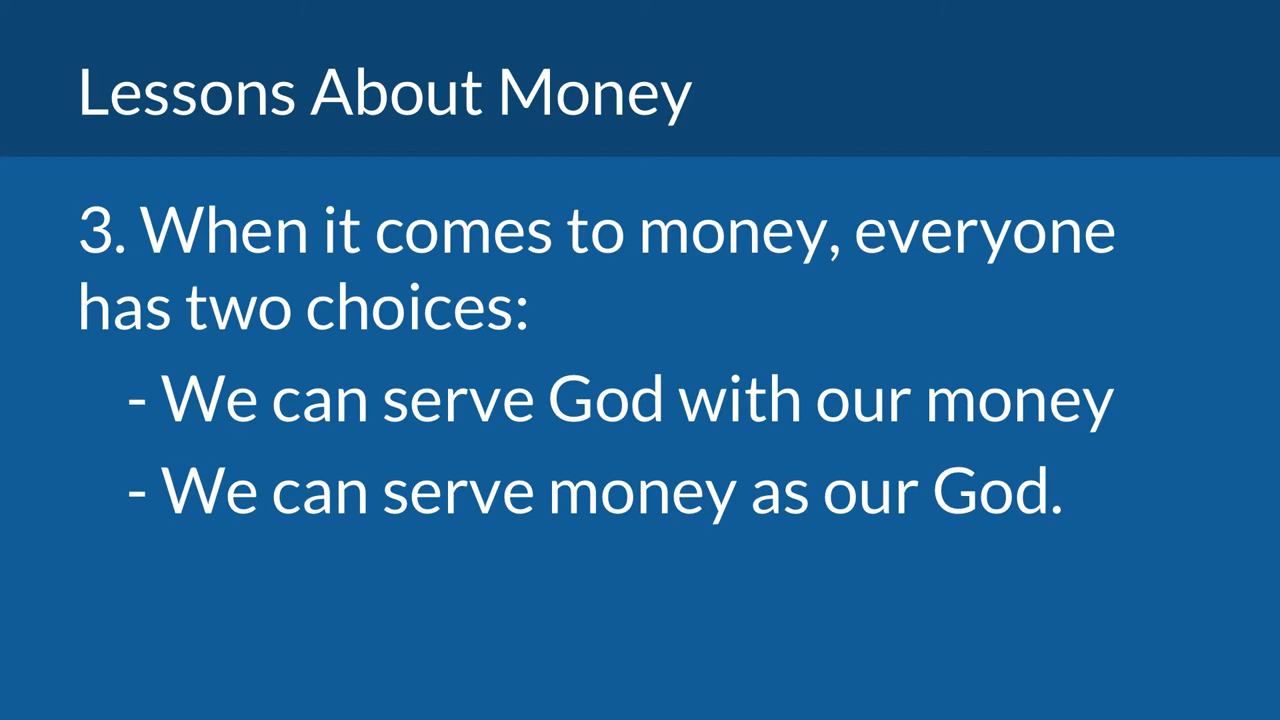 Lessons About Money
3. When it comes to money, everyone
has two choices:
- We can serve God with our money
- We can serve money as our God.